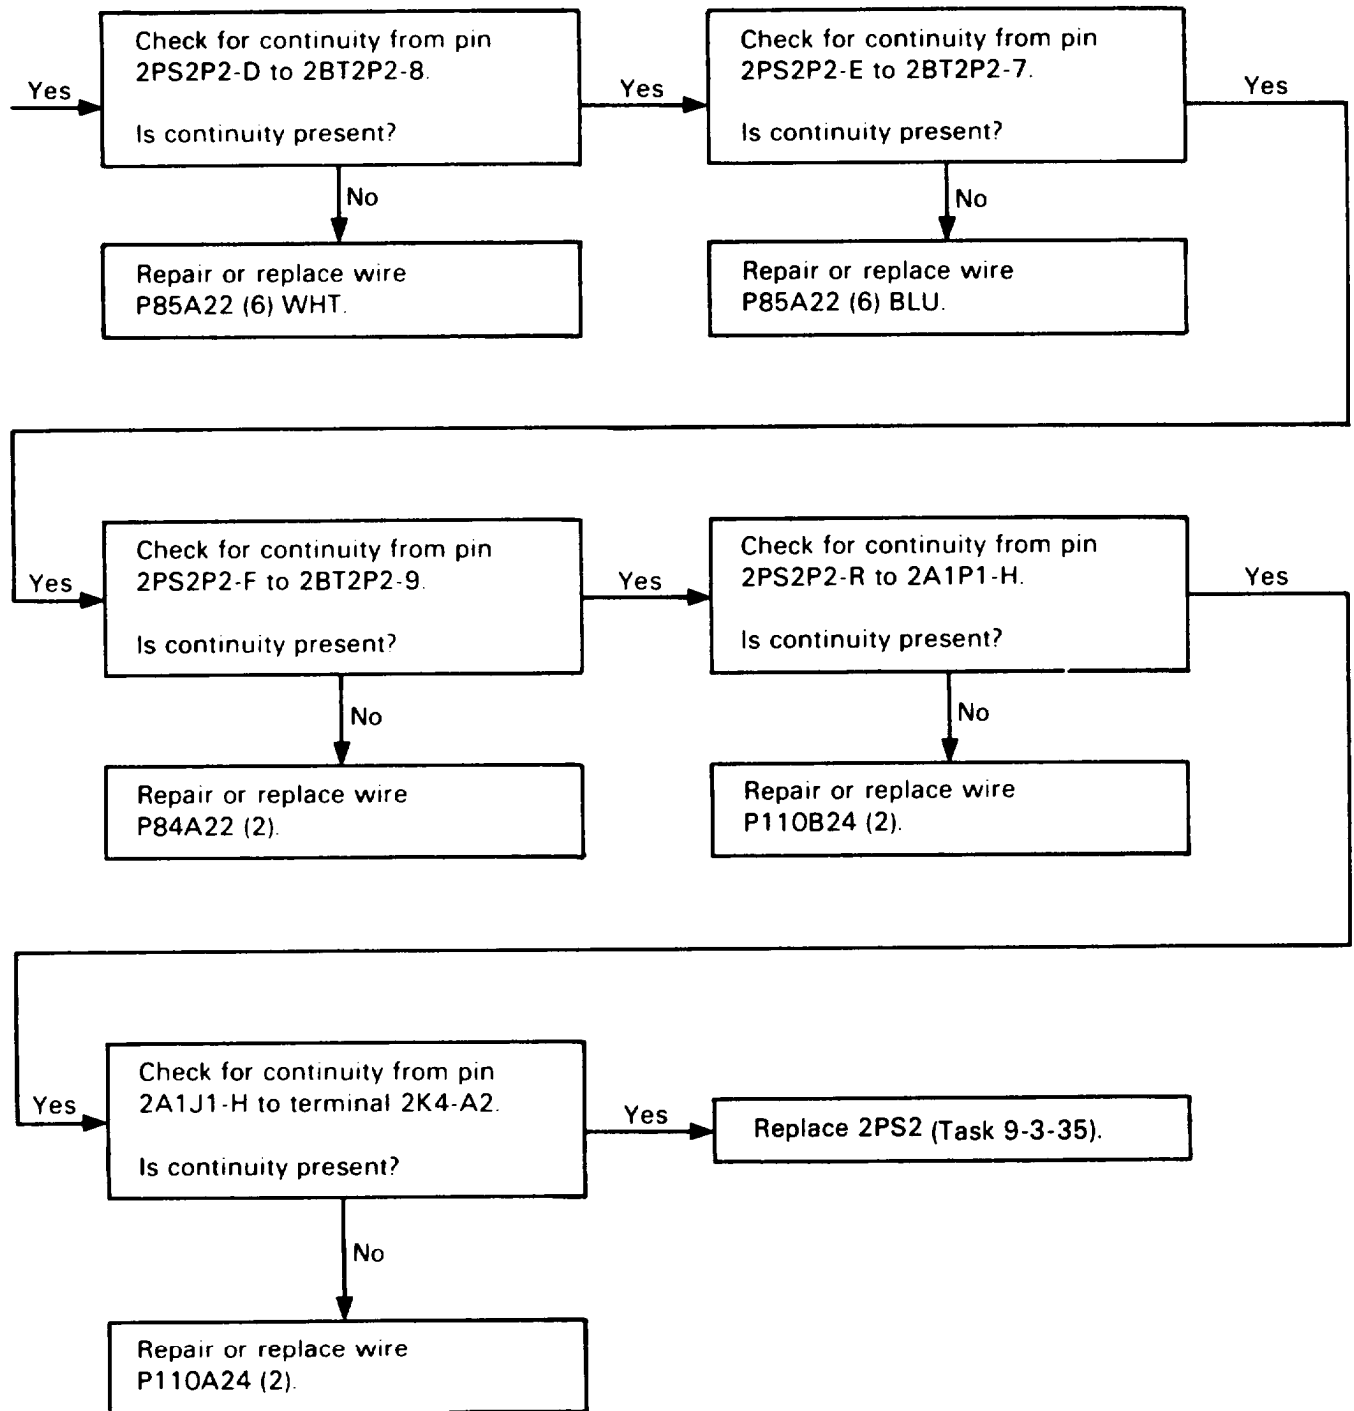 Yes
Check for continuity from pin
2PS2P2-D to 2BT2P2-8.
Is continuity present?
Yes
Check for continuity from pin
2PS2P2-E to 2BT2P2-7.
Is continuity present?
Yes
No
Repair or replace wire
P85A22 (6) WHT.
No
Repair or replace wire
P85A22 (6) BLU.
Yes
Check for continuity from pin
2PS2P2-F to 2BT2P2-9.
Is continuity present?
Yes
Check for continuity from pin
2PS2P2-R to 2A1P1-H.
Is continuity present?
Yes
No
Repair or replace wire
P84A22 (2).
No
Repair or replace wire
P110B24 (2).
Yes
Check for continuity from pin
2A1J1-H to terminal 2K4-A2.
Is continuity present?
Yes
Replace 2PS2 (Task 9-3-35).
No
Repair or replace wire
P110A24 (2).